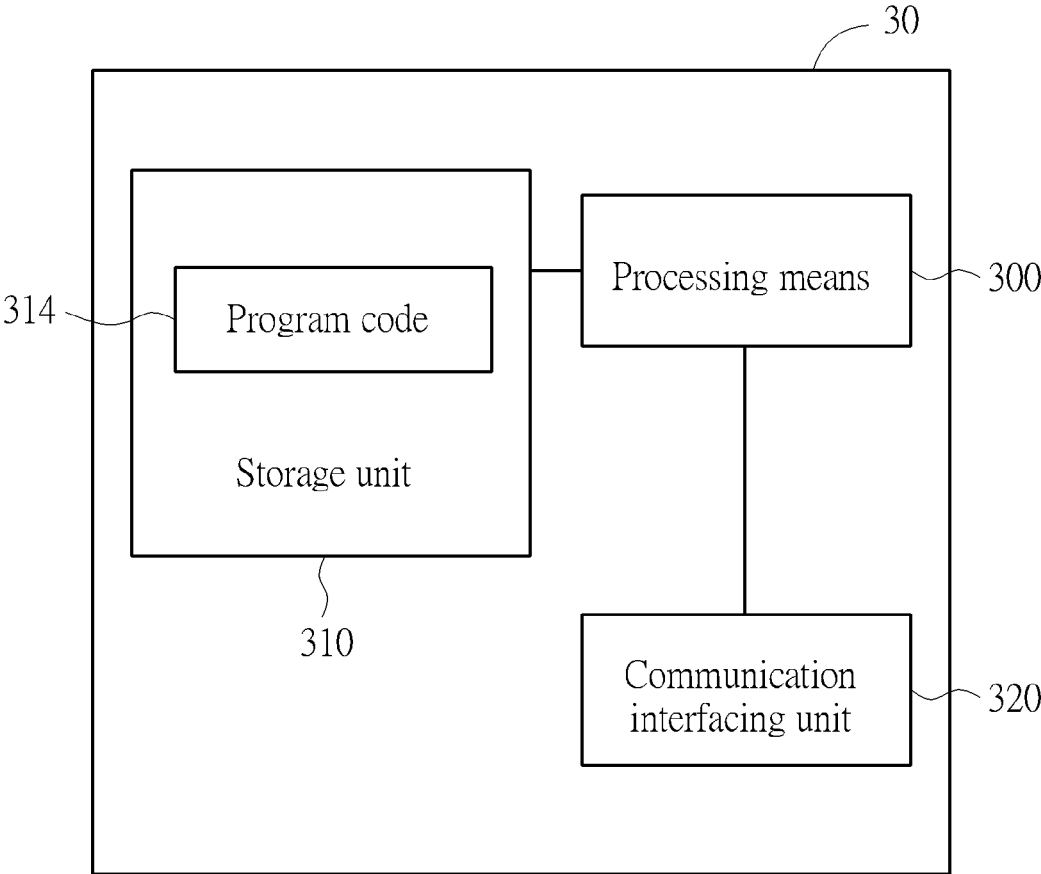 30
Processing means
300
314
Program code
Storage unit
310
Communication
interfacing unit
320